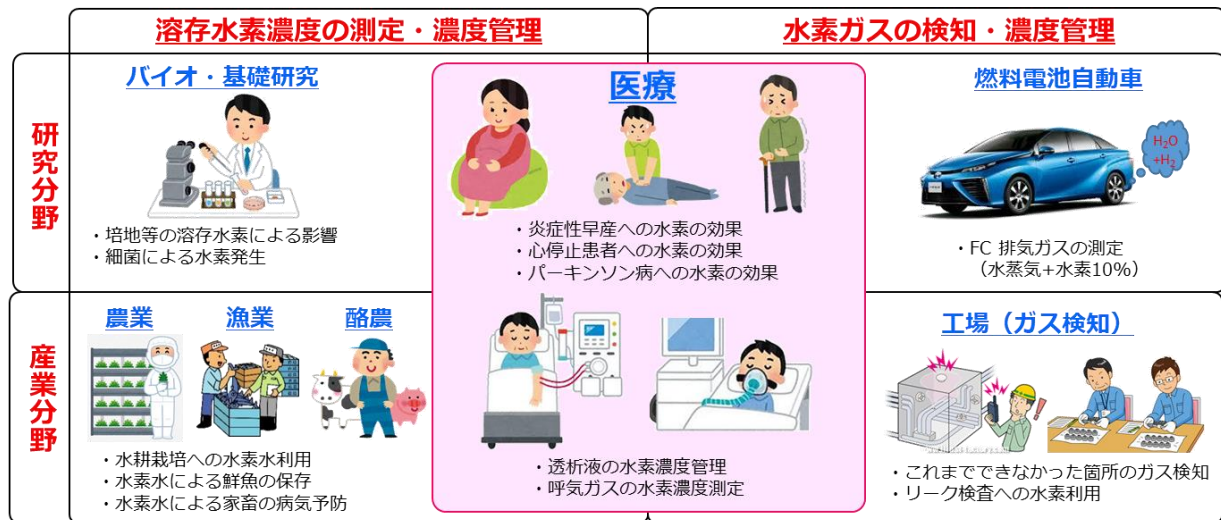 溶存水素濃度の測定・濃度管理
水素ガスの検知・濃度管理
研究分野
バイオ・基礎研究
・培地等の溶存水素による影響
・細菌による水素発生
医療
・炎症性早産への水素の効果
・心停止患者への水素の効果
・パーキンソン病への水素の効果
燃料電池自動車
H₂O
+H₂
・FC 排気ガスの測定
（水蒸気+水素10%）
産業分野
農業
漁業
酪農
・水耕栽培への水素水利用
・水素水による鮮魚の保存
・水素水による家畜の病気予防
・透析液の水素濃度管理
・呼気ガスの水素濃度測定
工場（ガス検知）
・これまでできなかった箇所のガス検知
・リーク検査への水素利用